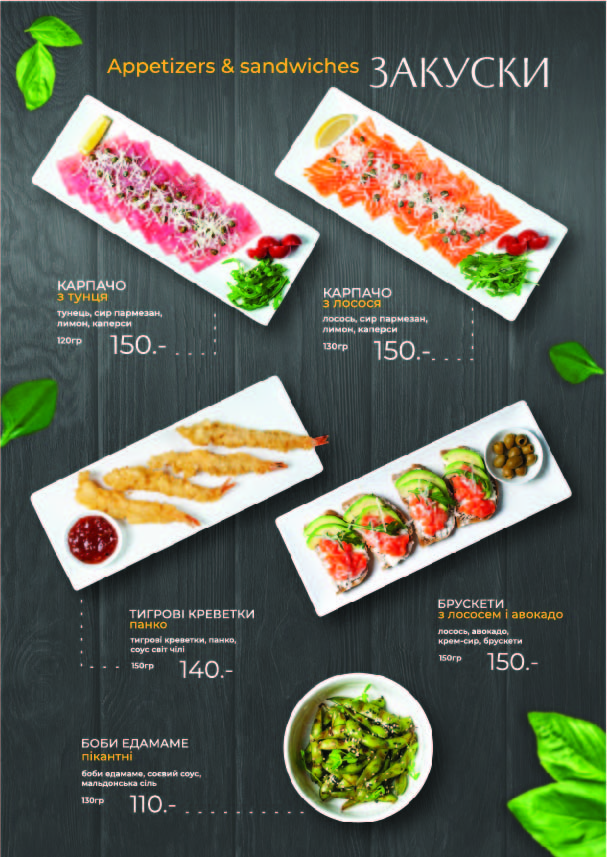 Appetizers & sandwiches ЗАКУСКИ
КАРПАЧО
з тунця
тунець, сир пармезан,
лимон, каперси
120гр 150.-
КАРПАЧО
з лосося
лосось, сир пармезан,
лимон, каперси
130гр 150.-
ТИГРОВІ КРЕВЕТКИ
панко
тигрові креветки, панко,
соус світ чілі
150гр 140.-
БРУСКЕТИ
з лососем і авокадо
лосось, авокадо,
крем-сир, брускети
150гр 150.-
БОБИ ЕДАМАМЕ
пікантні
боби едамаме, соєвий соус,
мальдонська сіль
130гр 110.-